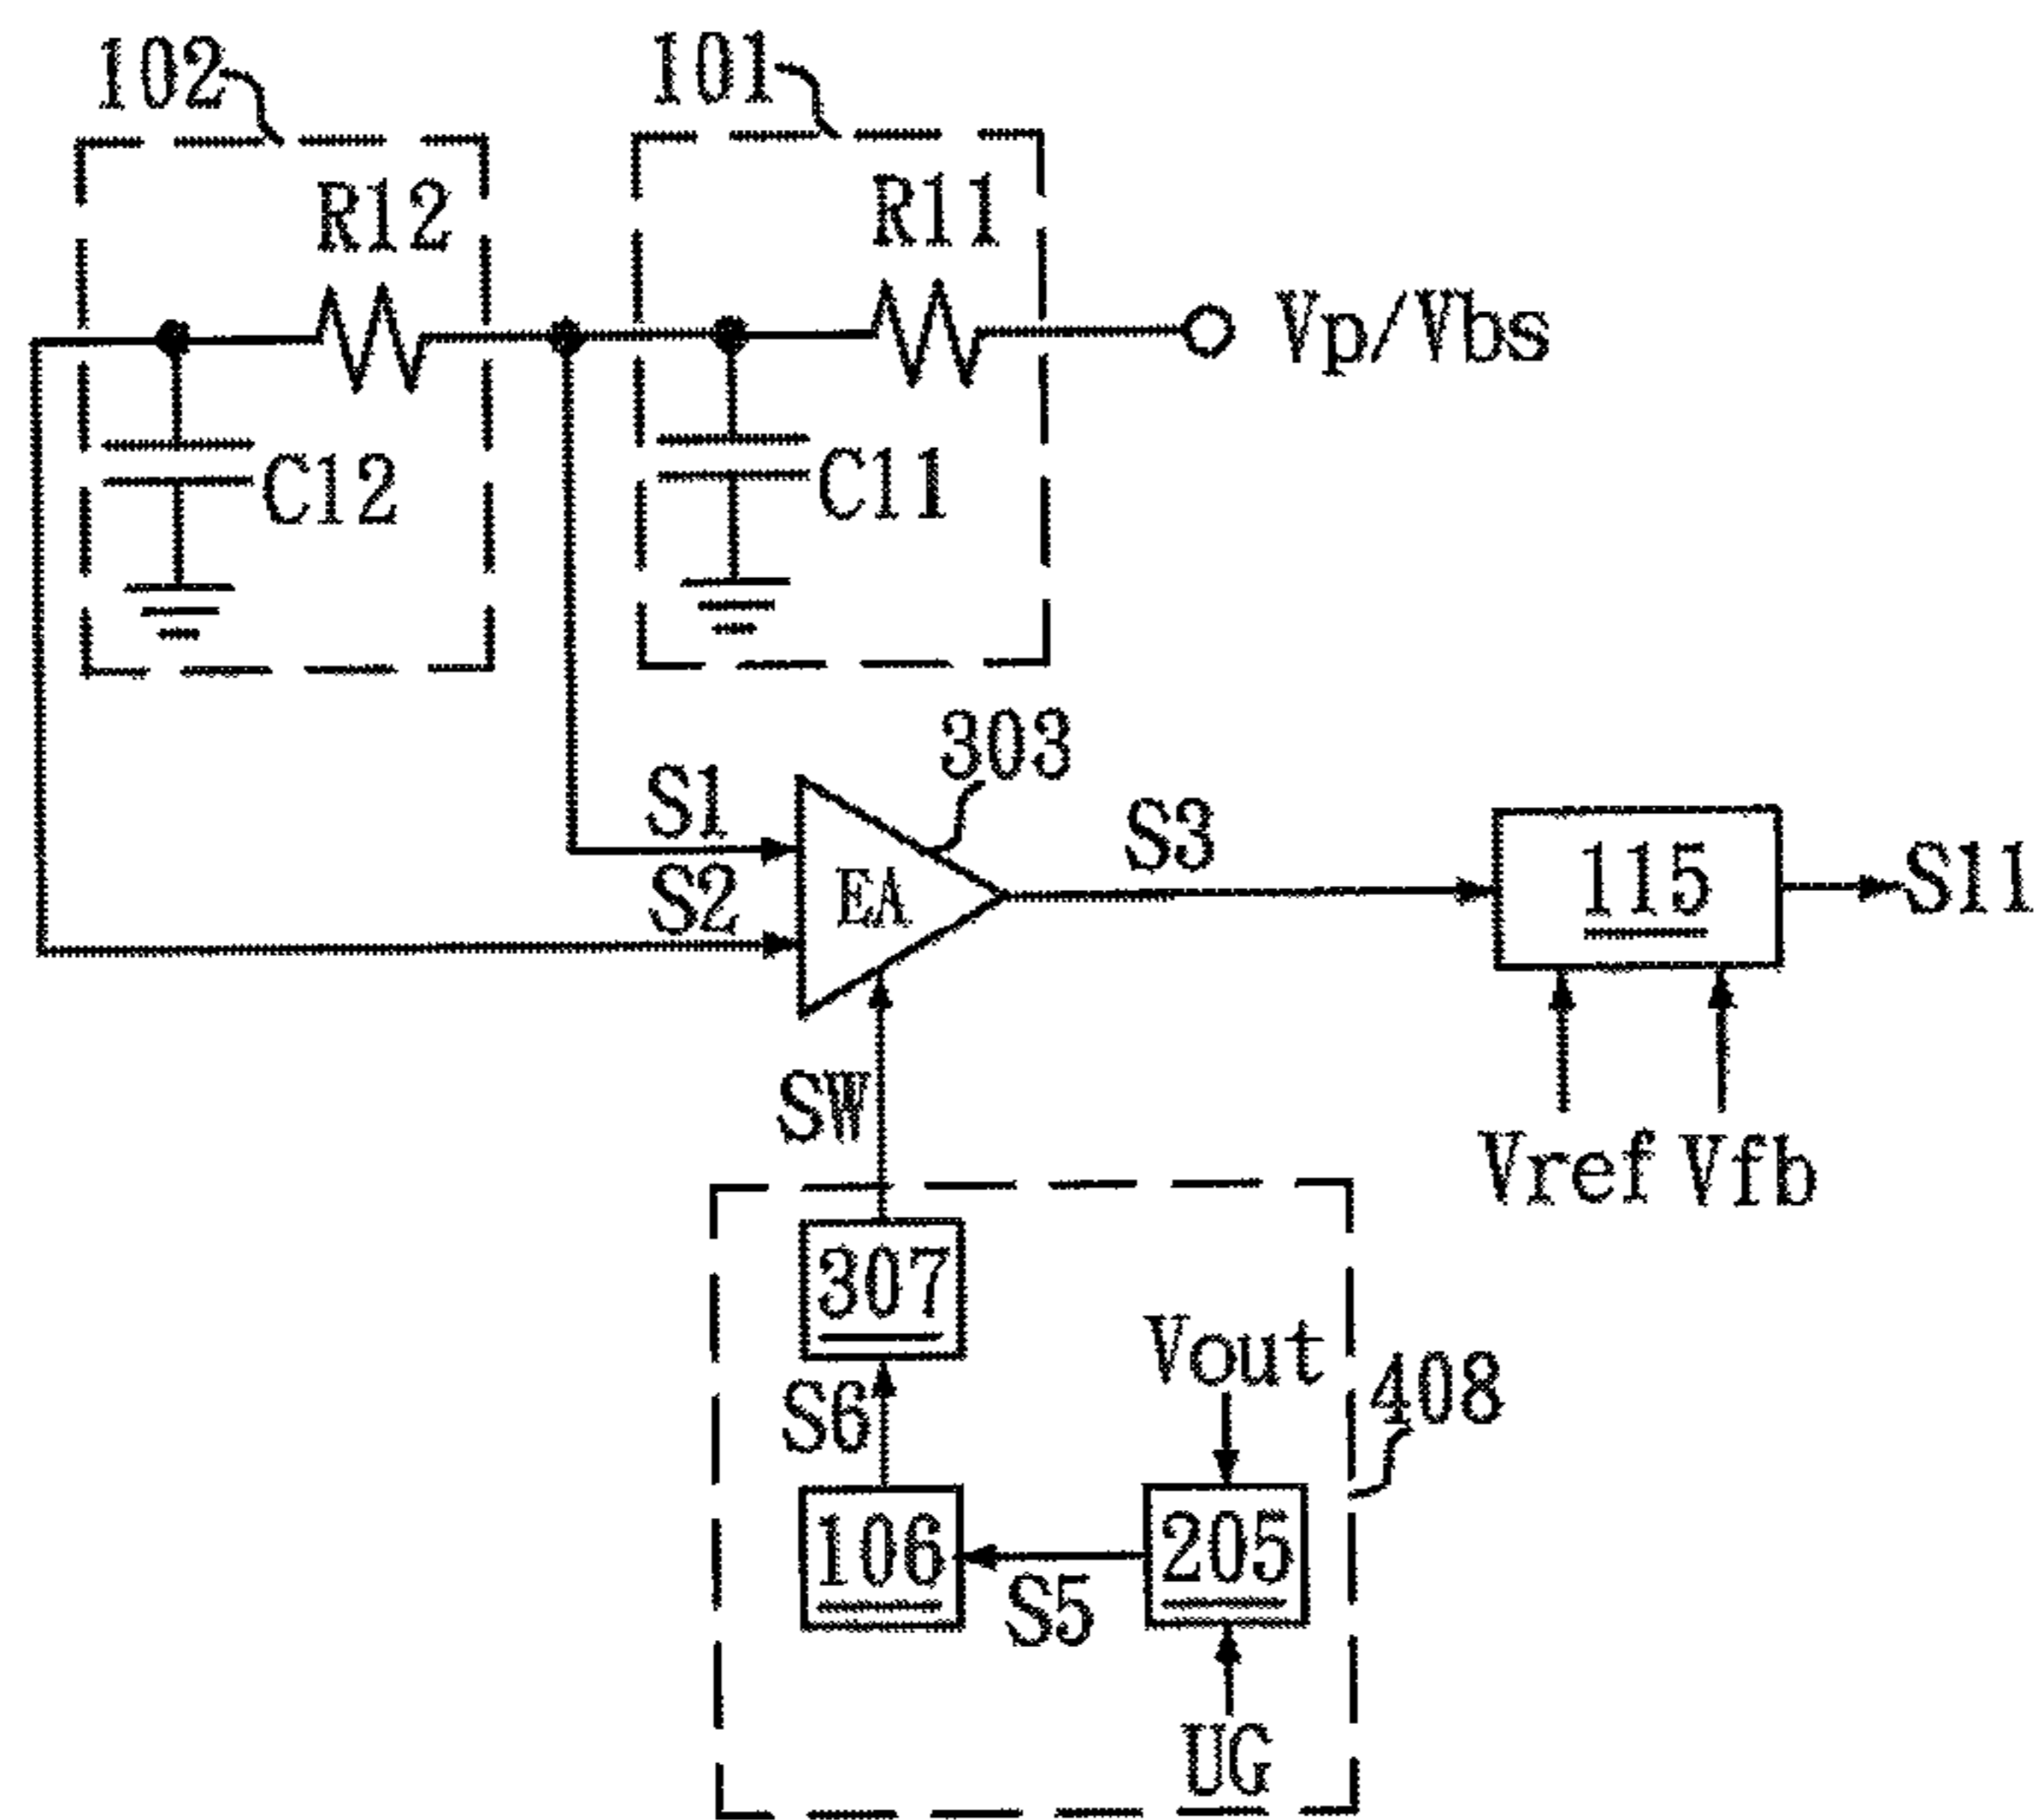 102
101
R12
R11
Vp/Vbs
C12
C11
303
S1
S3
S2
EA
115
S11
SW
Vref
Vfb
307
Vout
408
S6
106
205
S5
UG